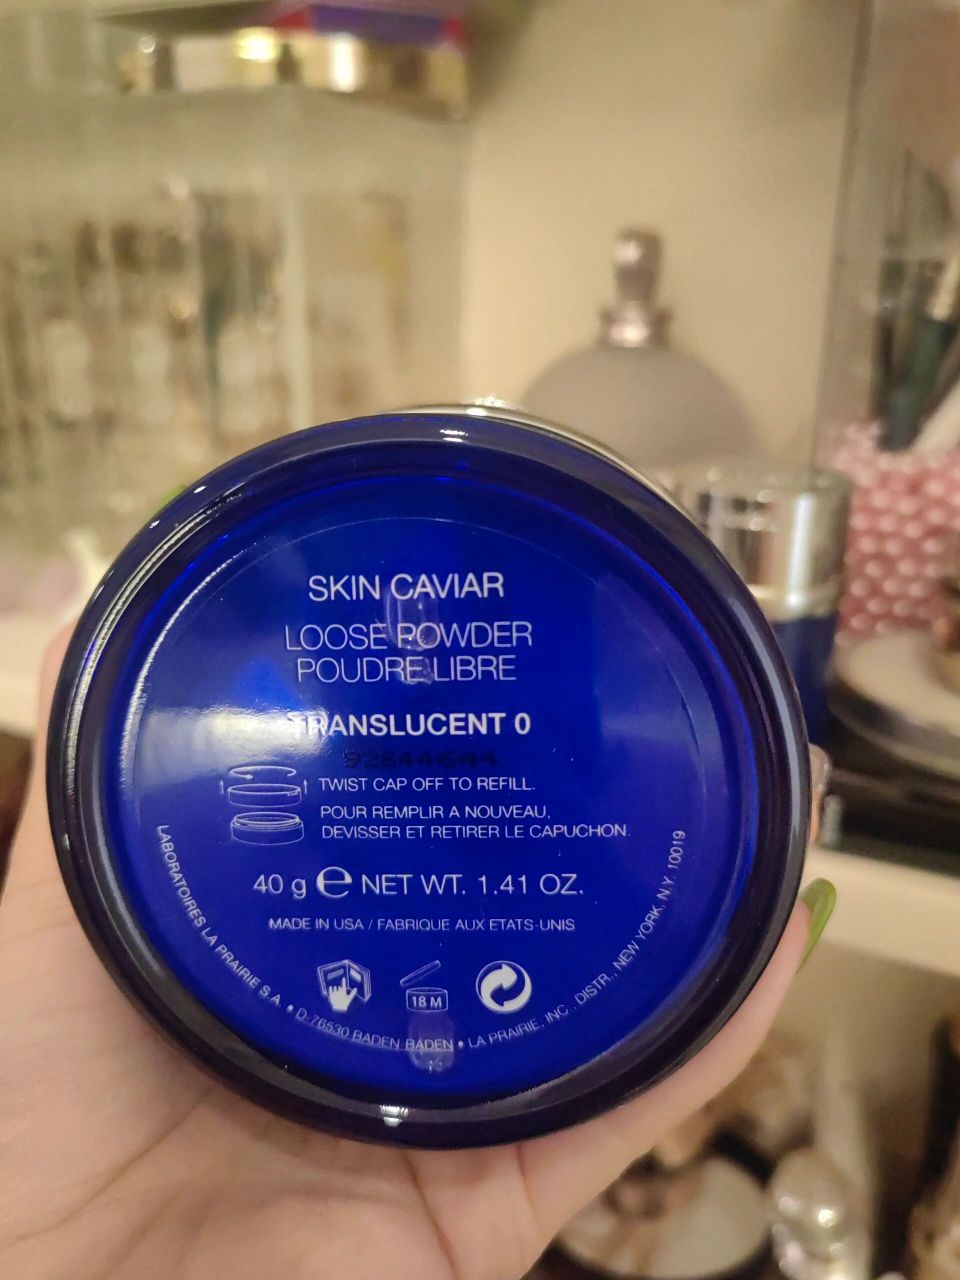 SKIN CAVIAR
LOOSE POWDER
POUDRE LIBRE
TRANSLUCENT 0
92644644
TWIST CAP OFF TO REFILL.
POUR REMPLIR A NOUVEAU,
DEVISSER ET RETIRER LE CAPUCHON.
40 g e NET WT. 1.41 OZ.
MADE IN USA / FABRIQUE AUX ETATS-UNIS
18 M
LABORATOIRES LA PRAIRIE S.A. • D-76530 BADEN-BADEN • LA PRAIRIE, INC., DISTR., NEW YORK, N.Y. 10019